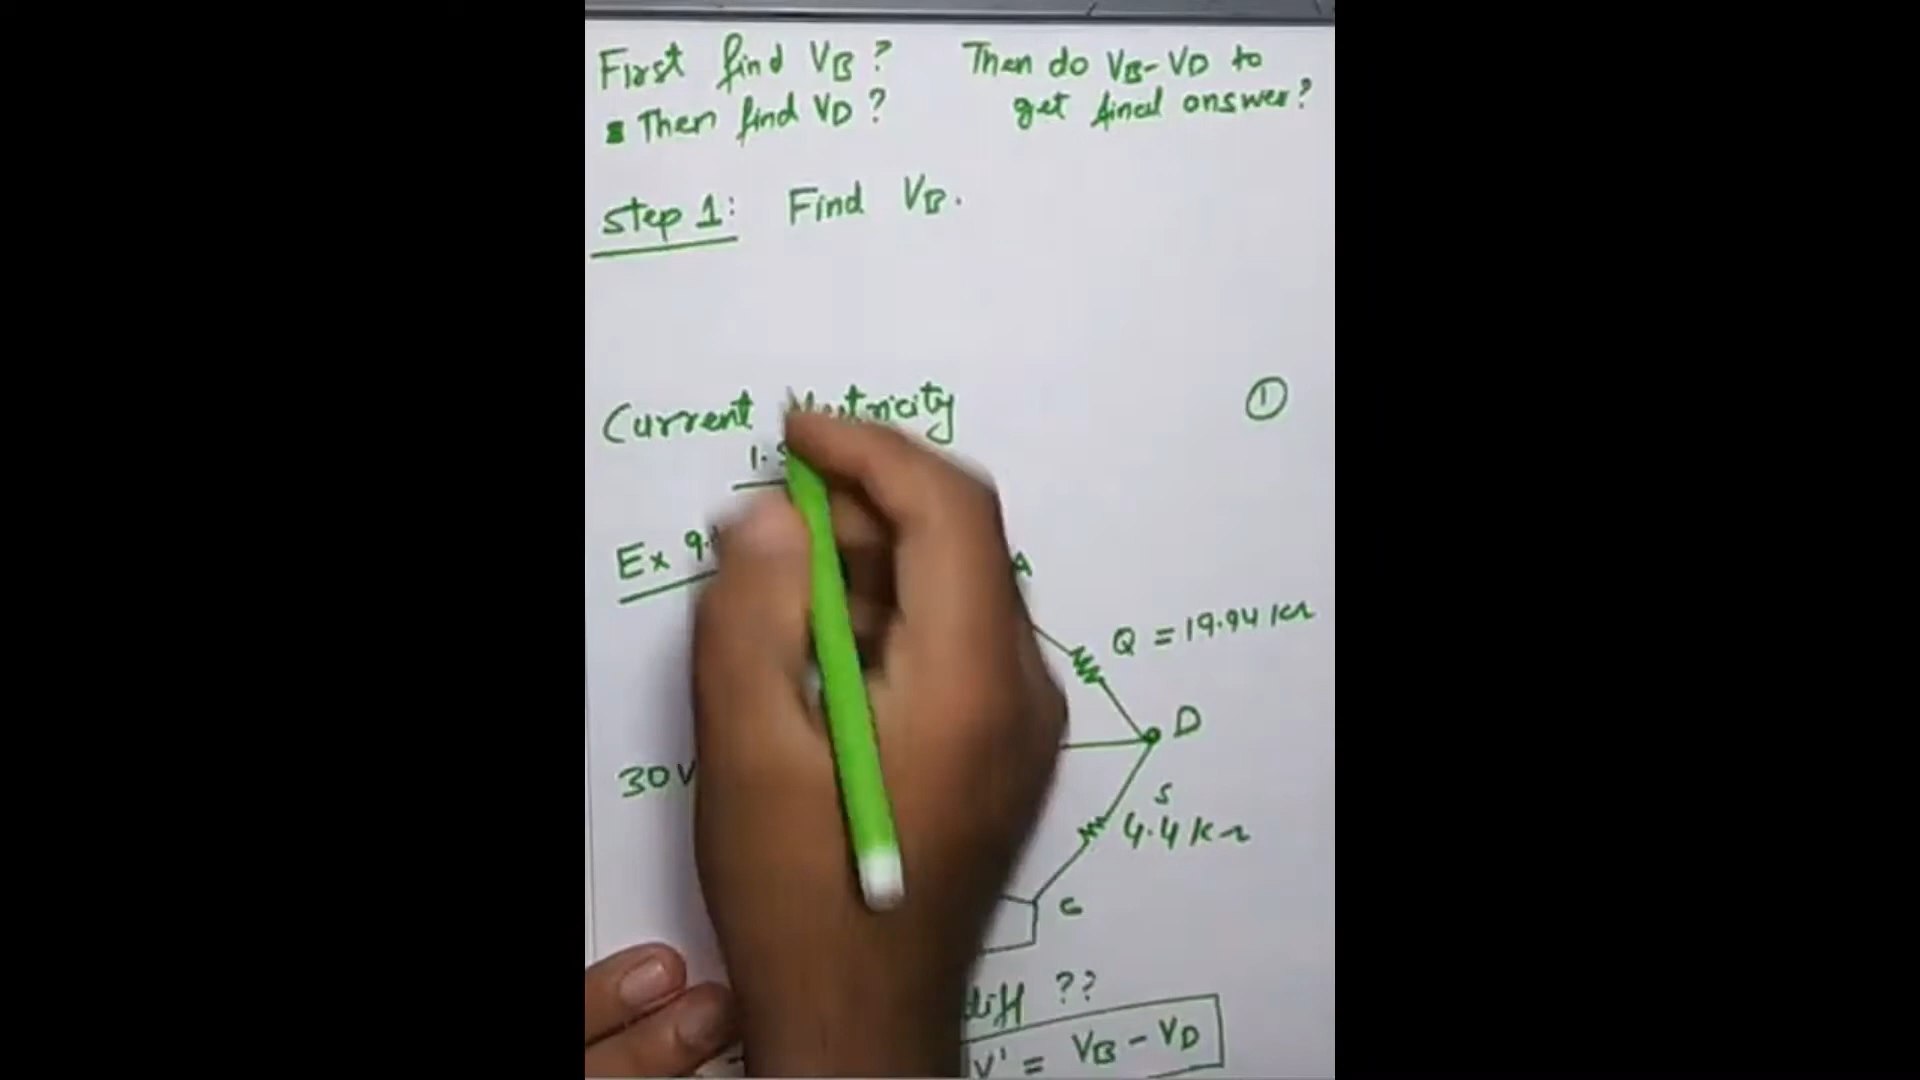 First find VB ?
Then find VD ?
Then do VB-VD to
get final answer?
Step 1: Find VB.
Current
1
Ex
A
Q = 19.94 KΩ
D
30V
S
4.4 KΩ
C
diff ??
V' = VB - VD